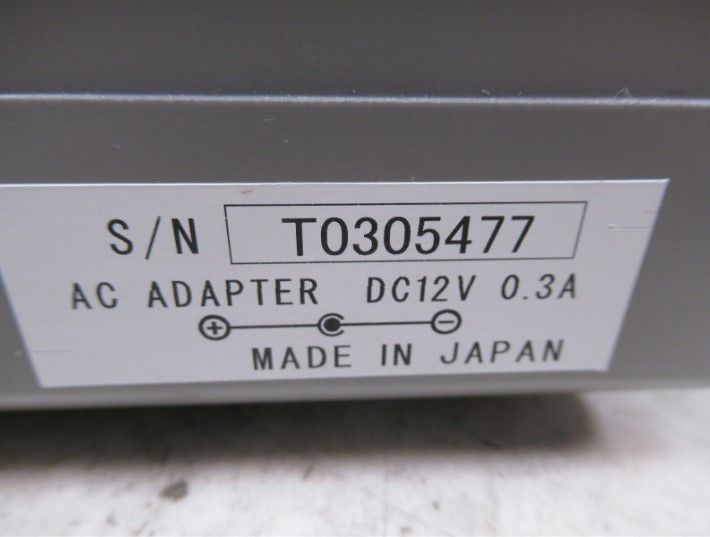 S/N T0305477
AC ADAPTER DC12V 0.3A
MADE IN JAPAN